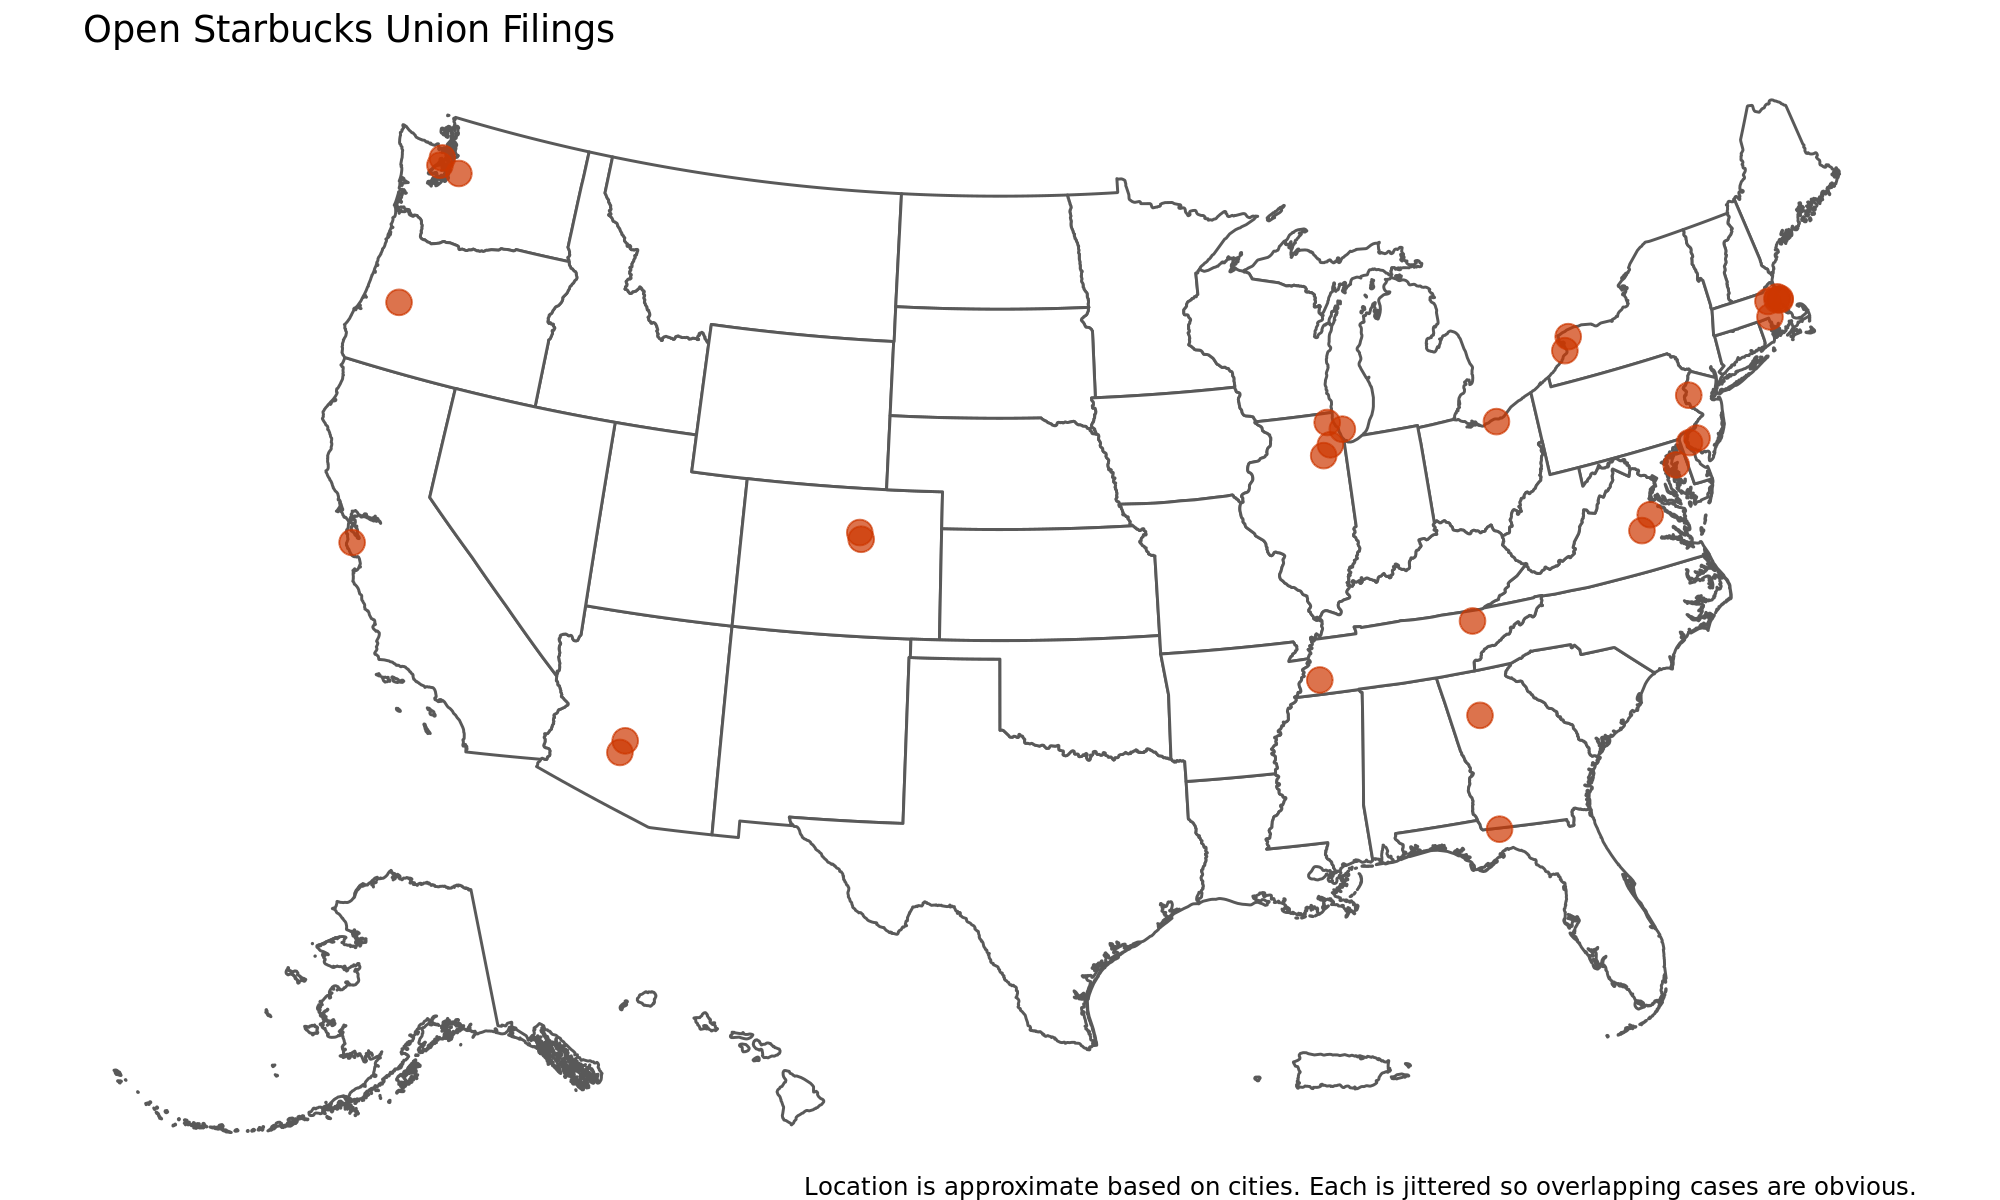 Open Starbucks Union Filings
Location is approximate based on cities. Each is jittered so overlapping cases are obvious.